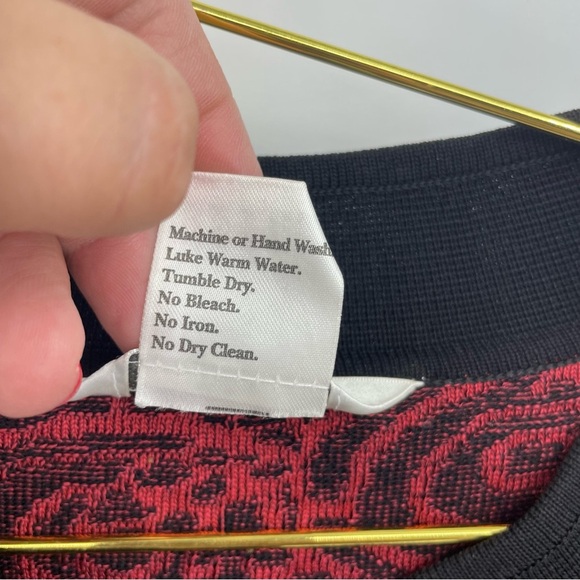 Machine or Hand Wash
Luke Warm Water.
Tumble Dry.
No Bleach.
No Iron.
No Dry Clean.